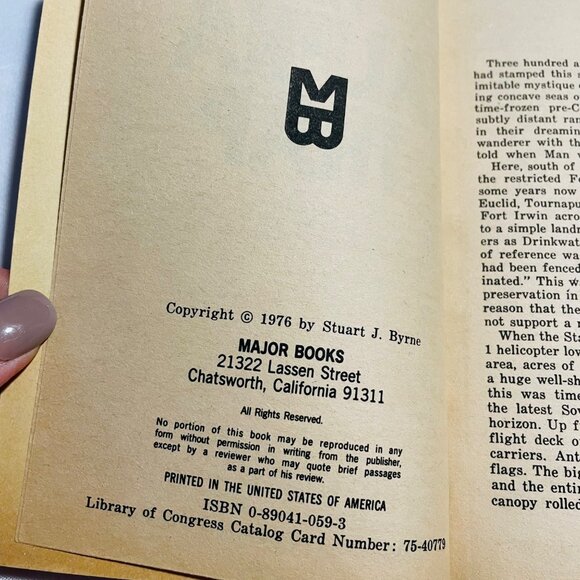 MB
Copyright © 1976 by Stuart J. Byrne
MAJOR BOOKS
21322 Lassen Street
Chatsworth, California 91311
All Rights Reserved.
No portion of this book may be reproduced in any
form without permission in writing from the publisher,
except by a reviewer who may quote brief passages
as a part of his review.
PRINTED IN THE UNITED STATES OF AMERICA
ISBN 0-89041-059-3
Library of Congress Catalog Card Number: 75-40779
Three hundred a
had stamped this
imitable mystique
ing concave seas o
time-frozen pre-C
subtly distant ran
in their dreamin
wanderer with th
told when Man
Here, south of
the restricted Fo
some years now
Euclid, Tournapu
Fort Irwin acros
to a simple landm
ers as Drinkwat
of reference wa
had been fenced
inated." This w
preservation in
reason that the
not support a
When the Sta
1 helicopter lov
area, acres of
a huge well-sh
this was time
the latest Sov
horizon. Up f
flight deck o
carriers. Ant
flags. The big
and the entir
canopy rolled